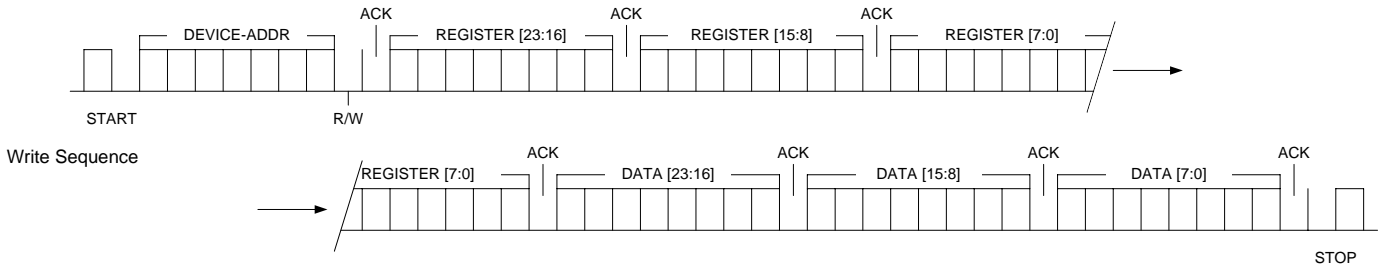 ACK ACK ACK
DEVICE-ADDR REGISTER [23:16] REGISTER [15:8] REGISTER [7:0]
START R/W
Write Sequence
ACK ACK ACK ACK
REGISTER [7:0] DATA [23:16] DATA [15:8] DATA [7:0]
STOP